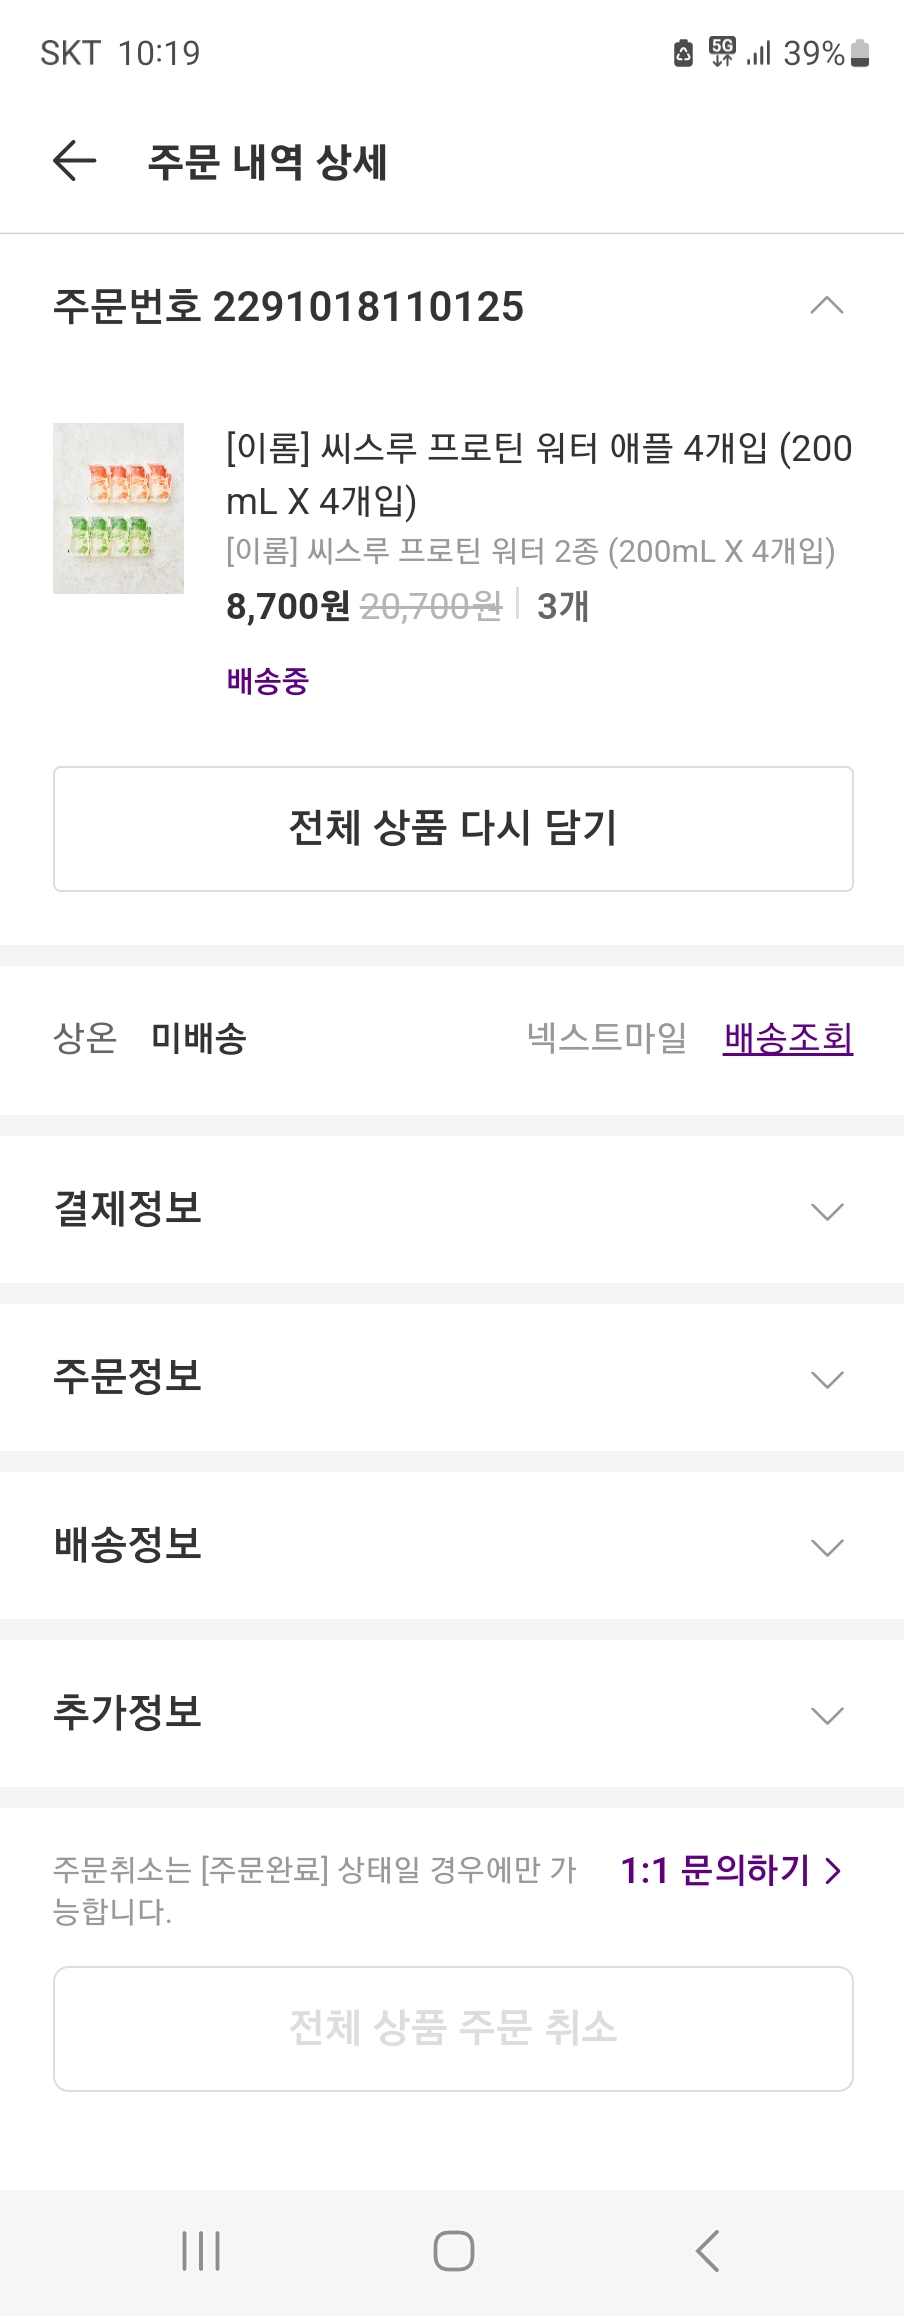 SKT 10:19
5G 39%
주문 내역 상세
주문번호 2291018110125
[이롬] 씨스루 프로틴 워터 애플 4개입 (200
mL X 4개입)
[이롬] 씨스루 프로틴 워터 2종 (200mL X 4개입)
8,700원 20,700원 3개
배송중
전체 상품 다시 담기
상온 미배송 넥스트마일 배송조회
결제정보
주문정보
배송정보
추가정보
주문취소는 [주문완료] 상태일 경우에만 가
능합니다.
1:1 문의하기
전체 상품 주문 취소